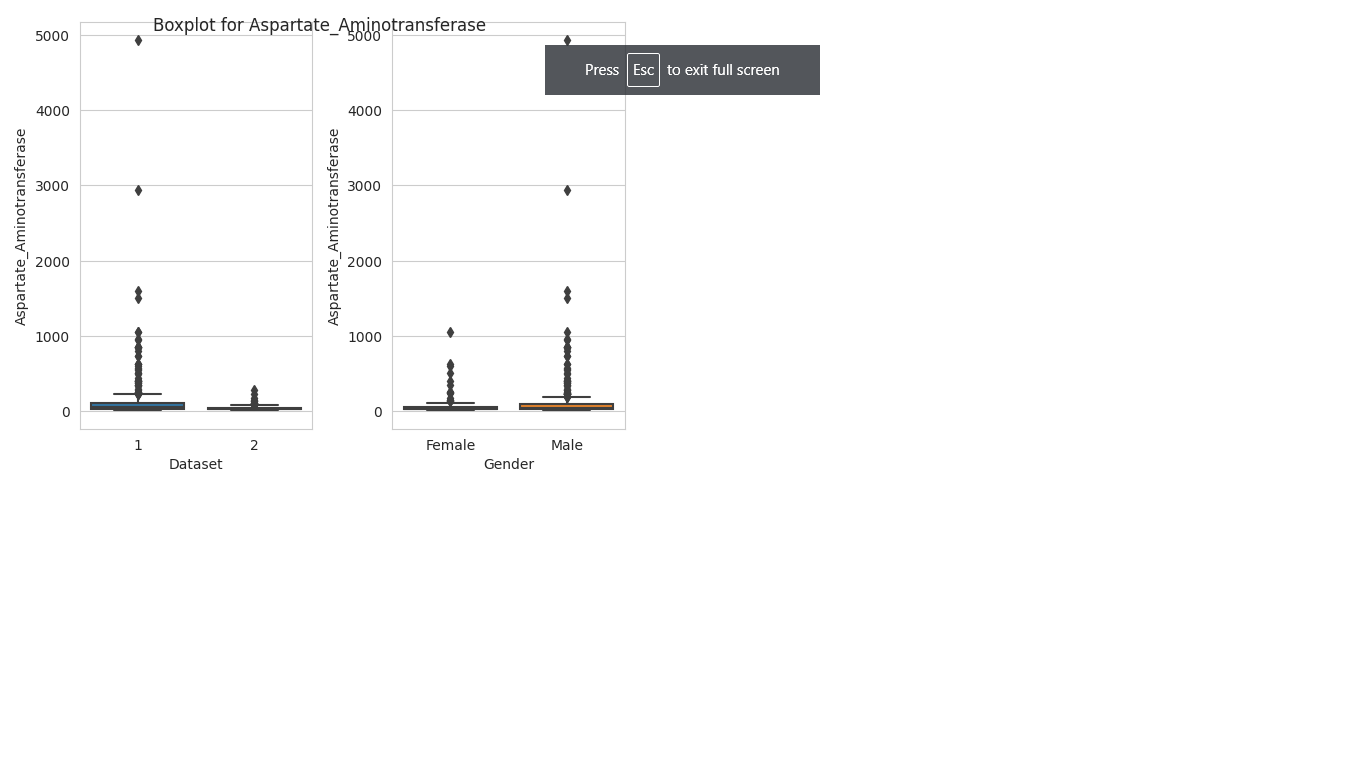 Boxplot for Aspartate_Aminotransferase
Aspartate_Aminotransferase
5000
4000
3000
2000
1000
0
1
2
Dataset
Aspartate_Aminotransferase
5000
4000
3000
2000
1000
0
Female
Male
Gender
Press Esc to exit full screen